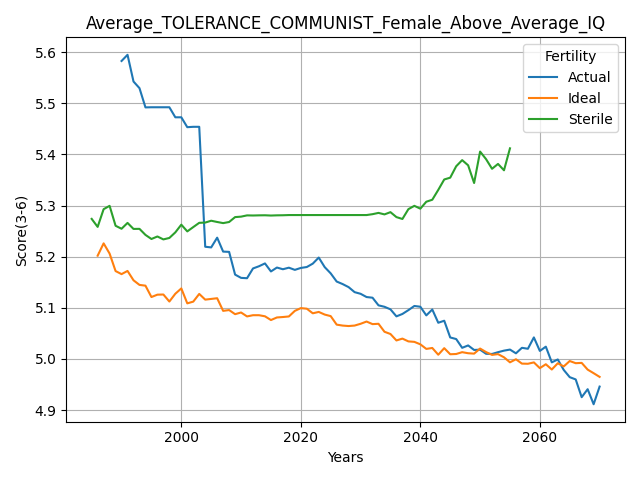 Average_TOLERANCE_COMMUNIST_Female_Above_Average_IQ
Fertility
Actual
Ideal
Sterile
Score(3-6)
5.6
5.5
5.4
5.3
5.2
5.1
5.0
4.9
2000 2020 2040 2060
Years